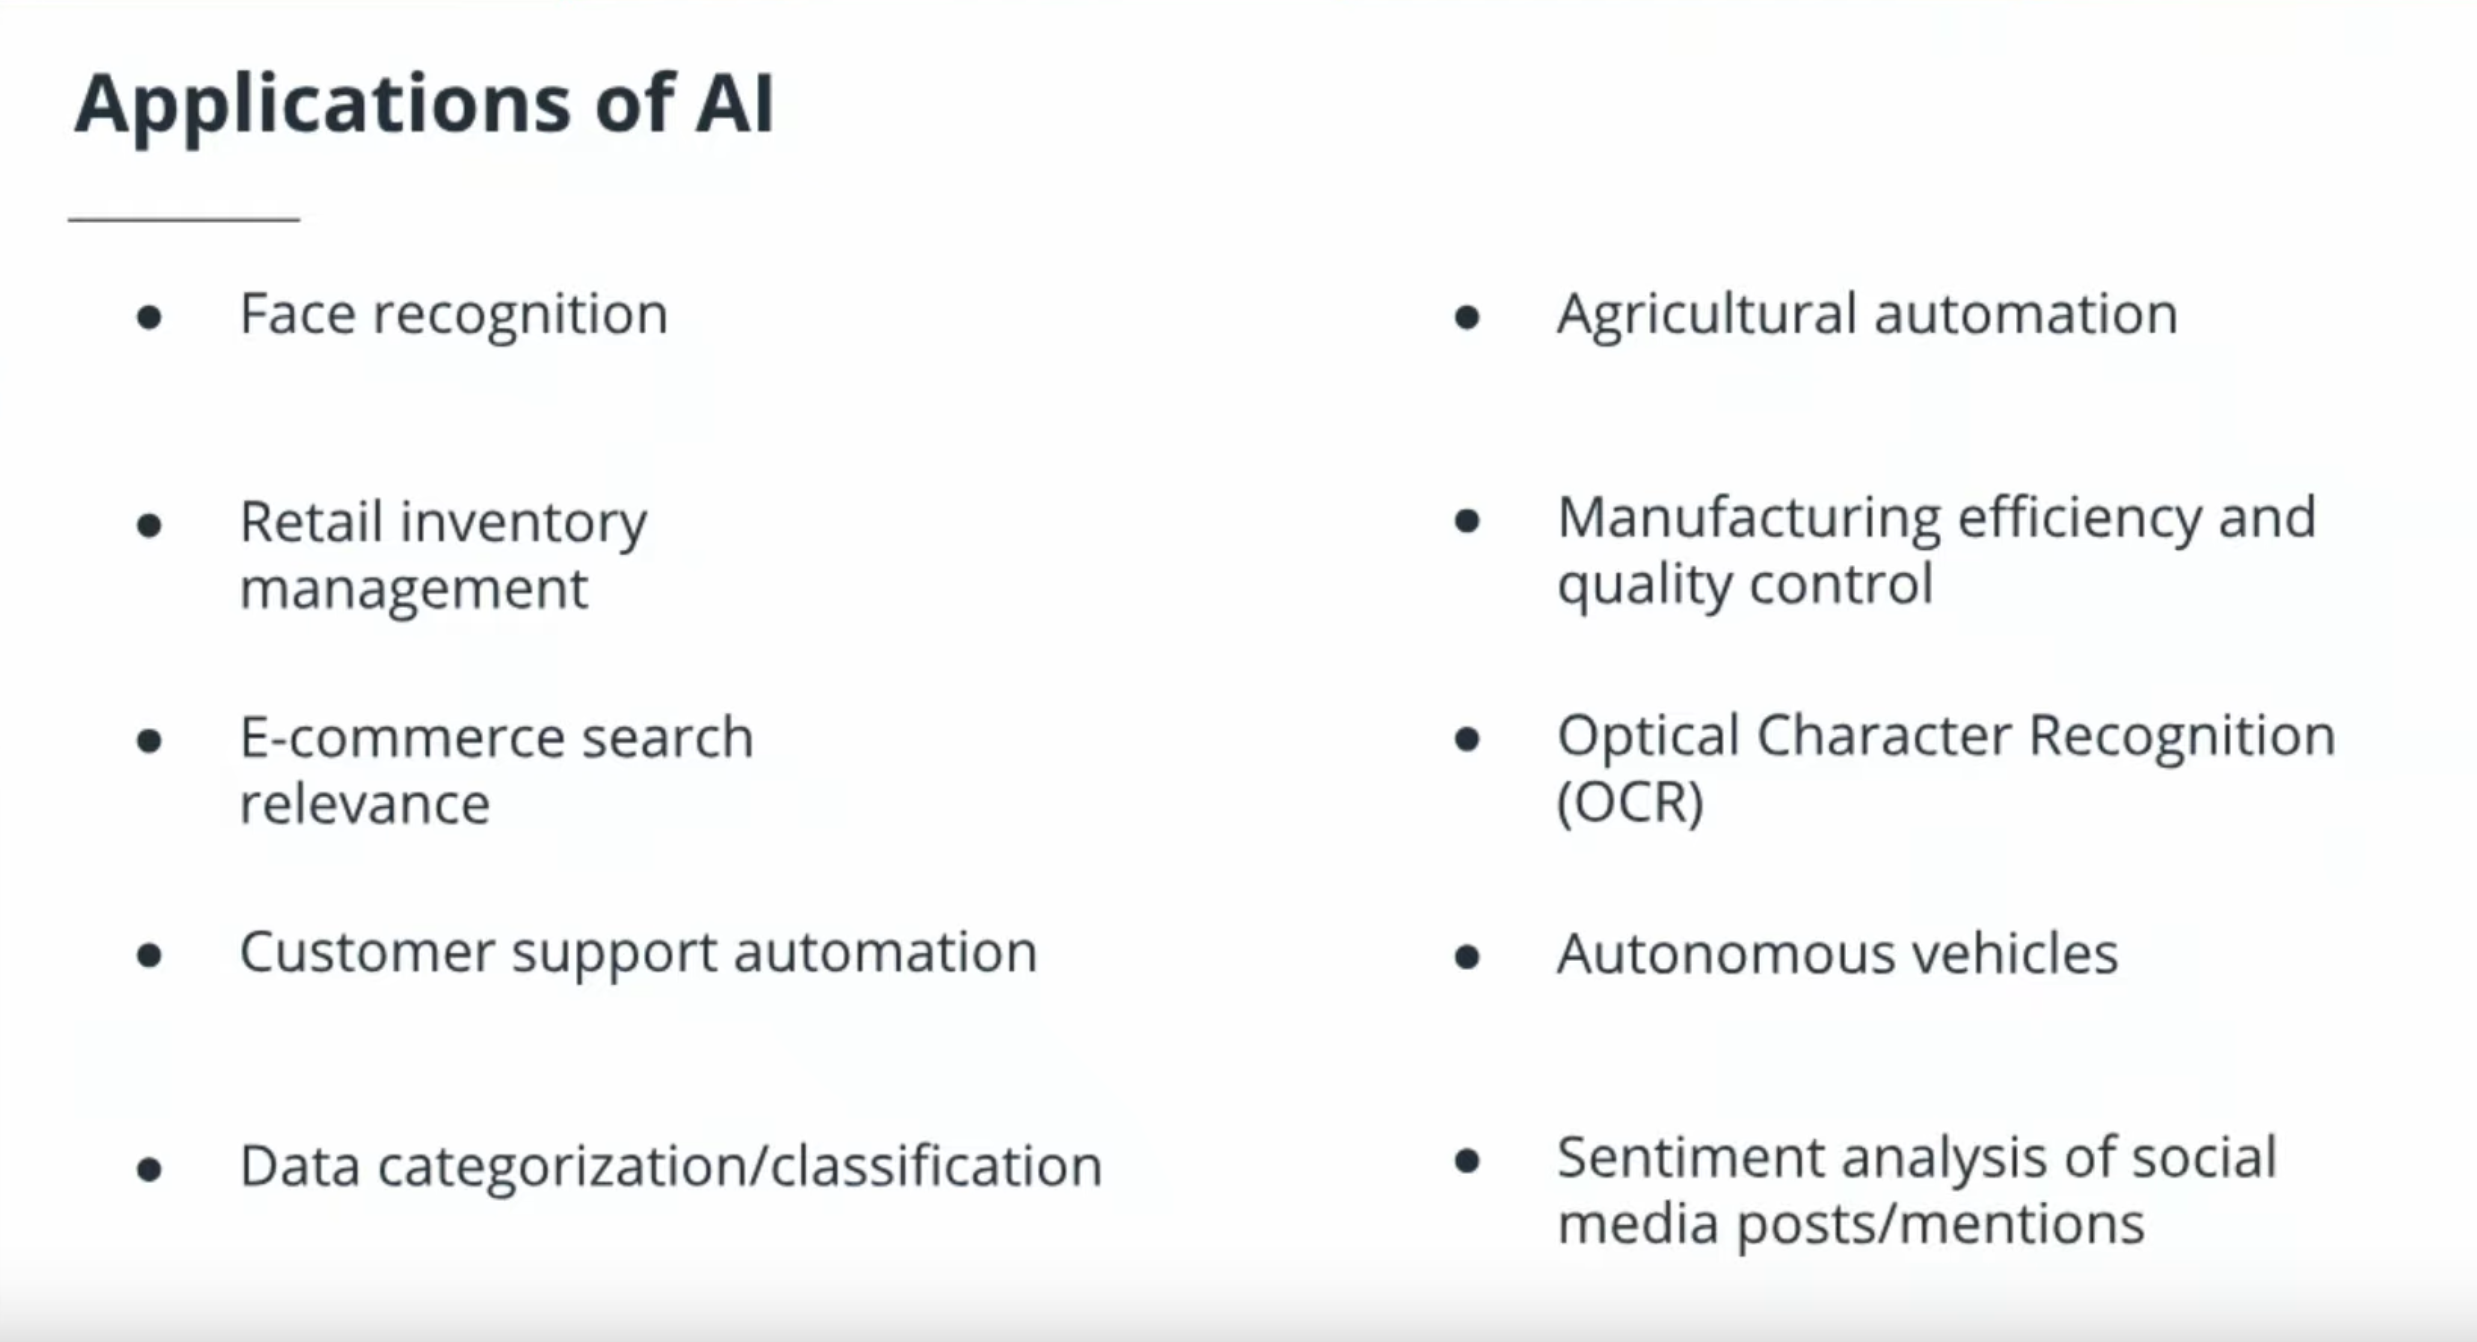 Applications of AI
Face recognition
Retail inventory
management
E-commerce search
relevance
Customer support automation
Data categorization/classification
Agricultural automation
Manufacturing efficiency and
quality control
Optical Character Recognition
(OCR)
Autonomous vehicles
Sentiment analysis of social
media posts/mentions